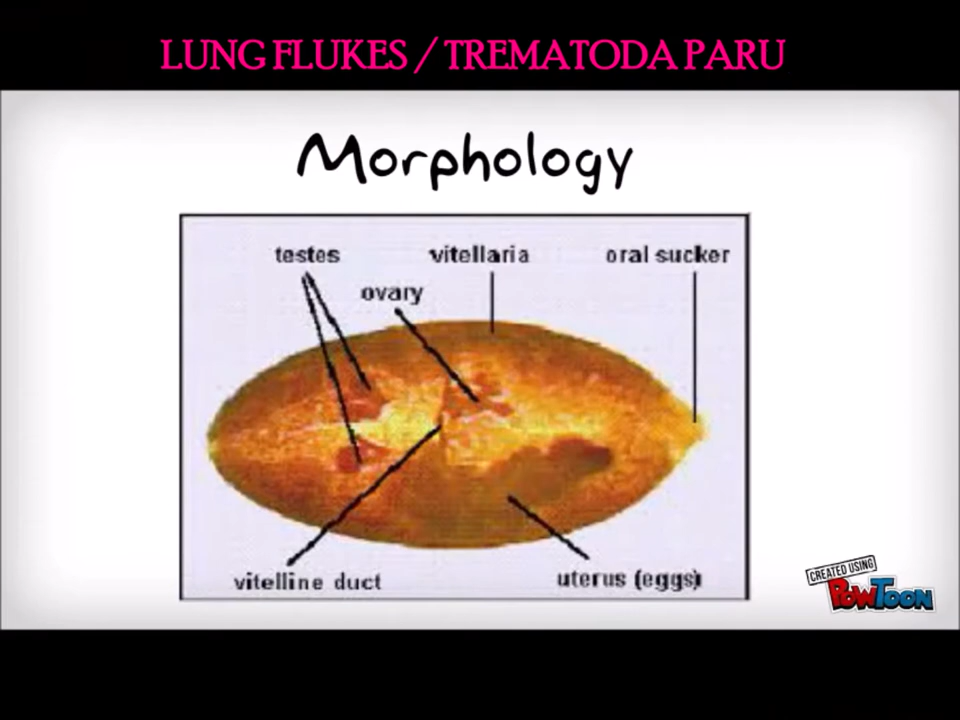 LUNG FLUKES / TREMATODA PARU
Morphology
testes
vitellaria
oral sucker
ovary
vitelline duct
uterus (eggs)
CREATED USING
POWTOON